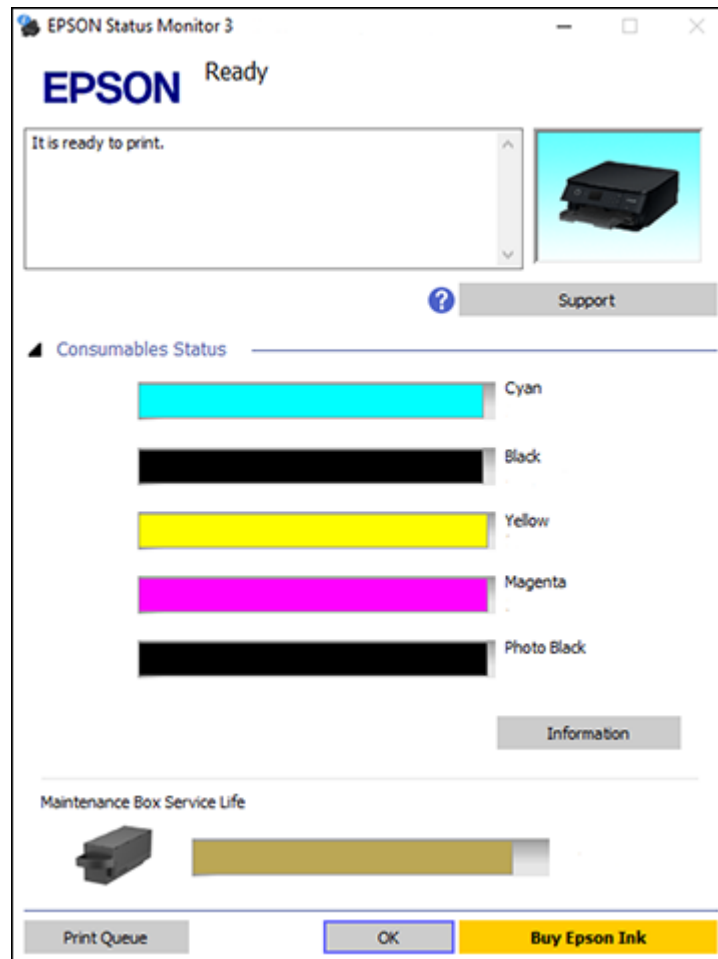 EPSON Status Monitor 3
EPSON
Ready
It is ready to print.
Support
Consumables Status
Cyan
Black
Yellow
Magenta
Photo Black
Information
Maintenance Box Service Life
Print Queue
OK
Buy Epson Ink